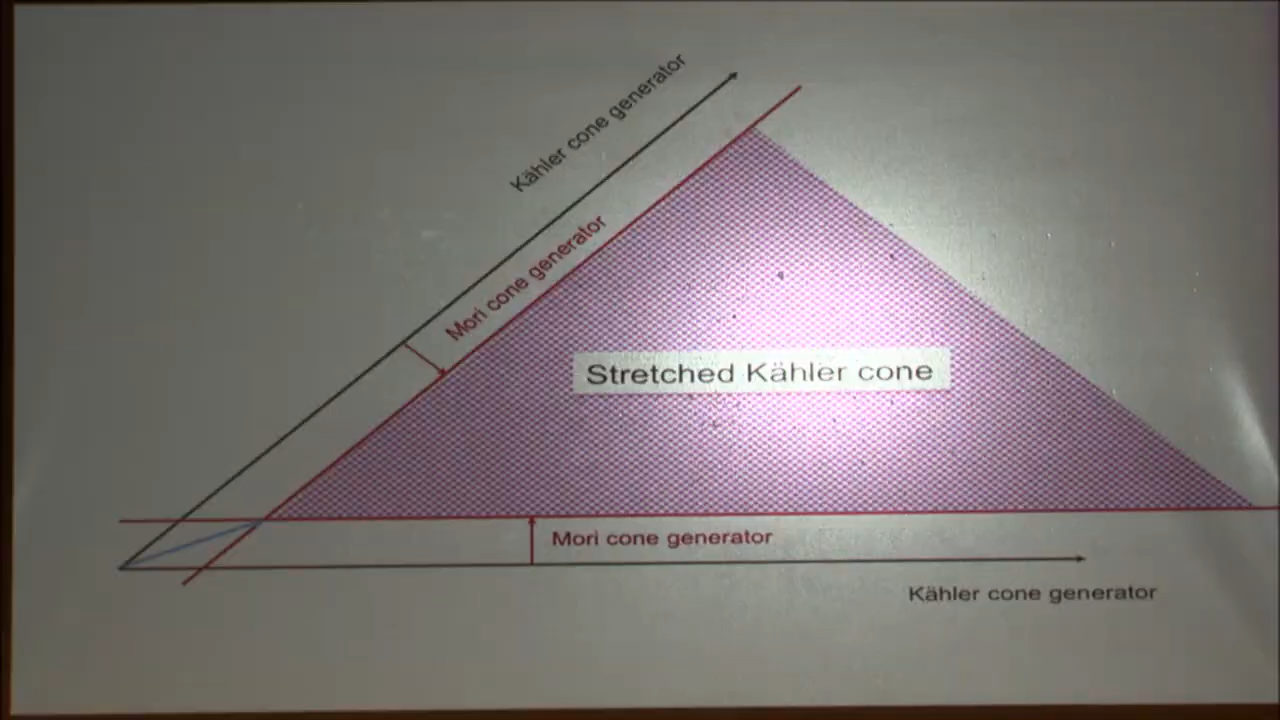 Kähler cone generator
Mori cone generator
Stretched Kähler cone
Mori cone generator
Kähler cone generator